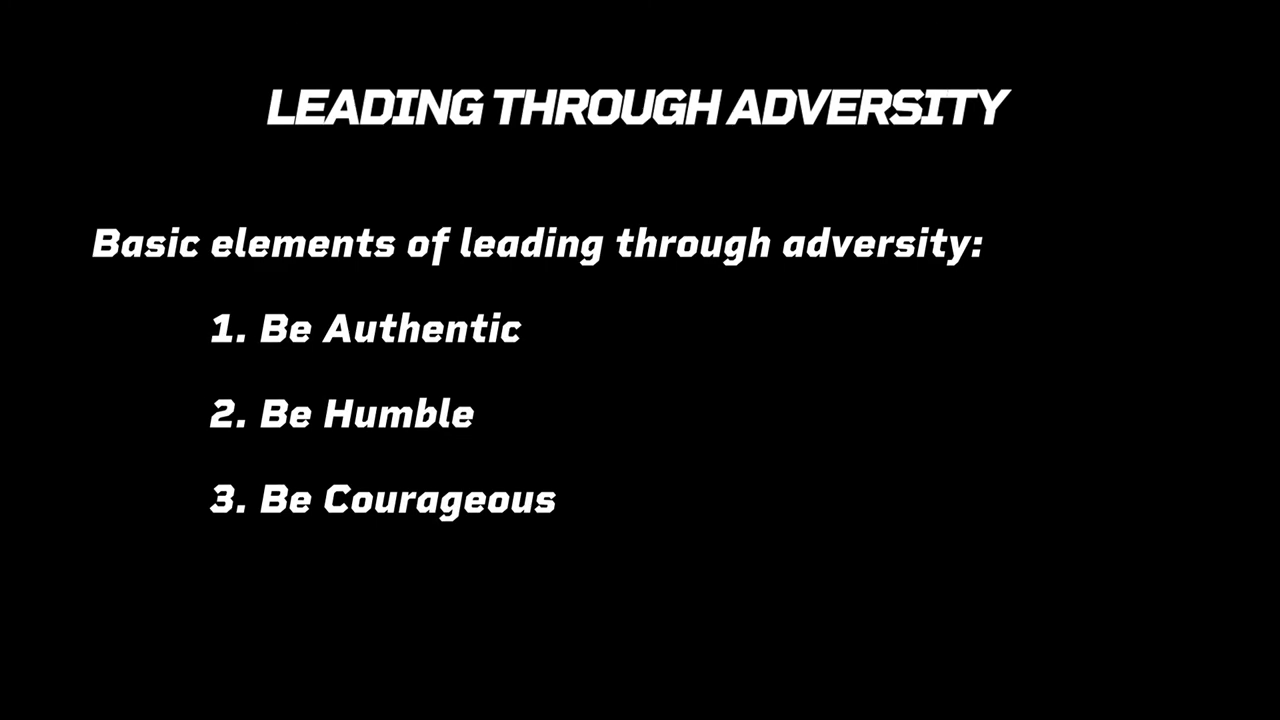 LEADING THROUGH ADVERSITY
Basic elements of leading through adversity:
1. Be Authentic
2. Be Humble
3. Be Courageous